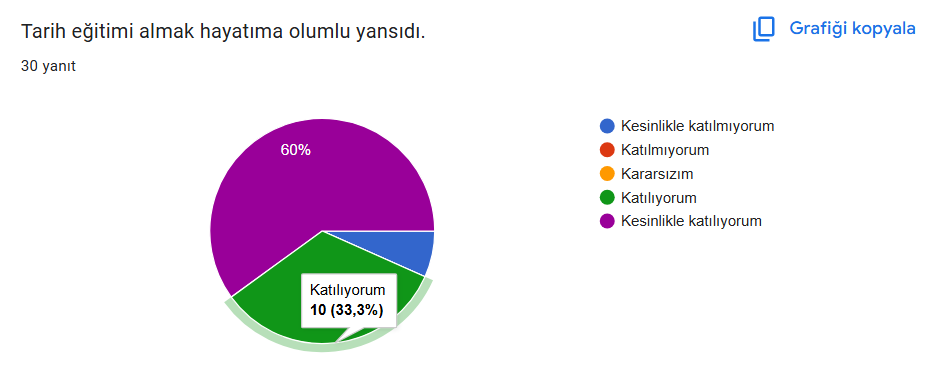 Tarih eğitimi almak hayatıma olumlu yansıdı.
Grafiği kopyala
30 yanıt
60%
Katılıyorum
10 (33,3%)
Kesinlikle katılmıyorum
Katılmıyorum
Kararsızım
Katılıyorum
Kesinlikle katılıyorum